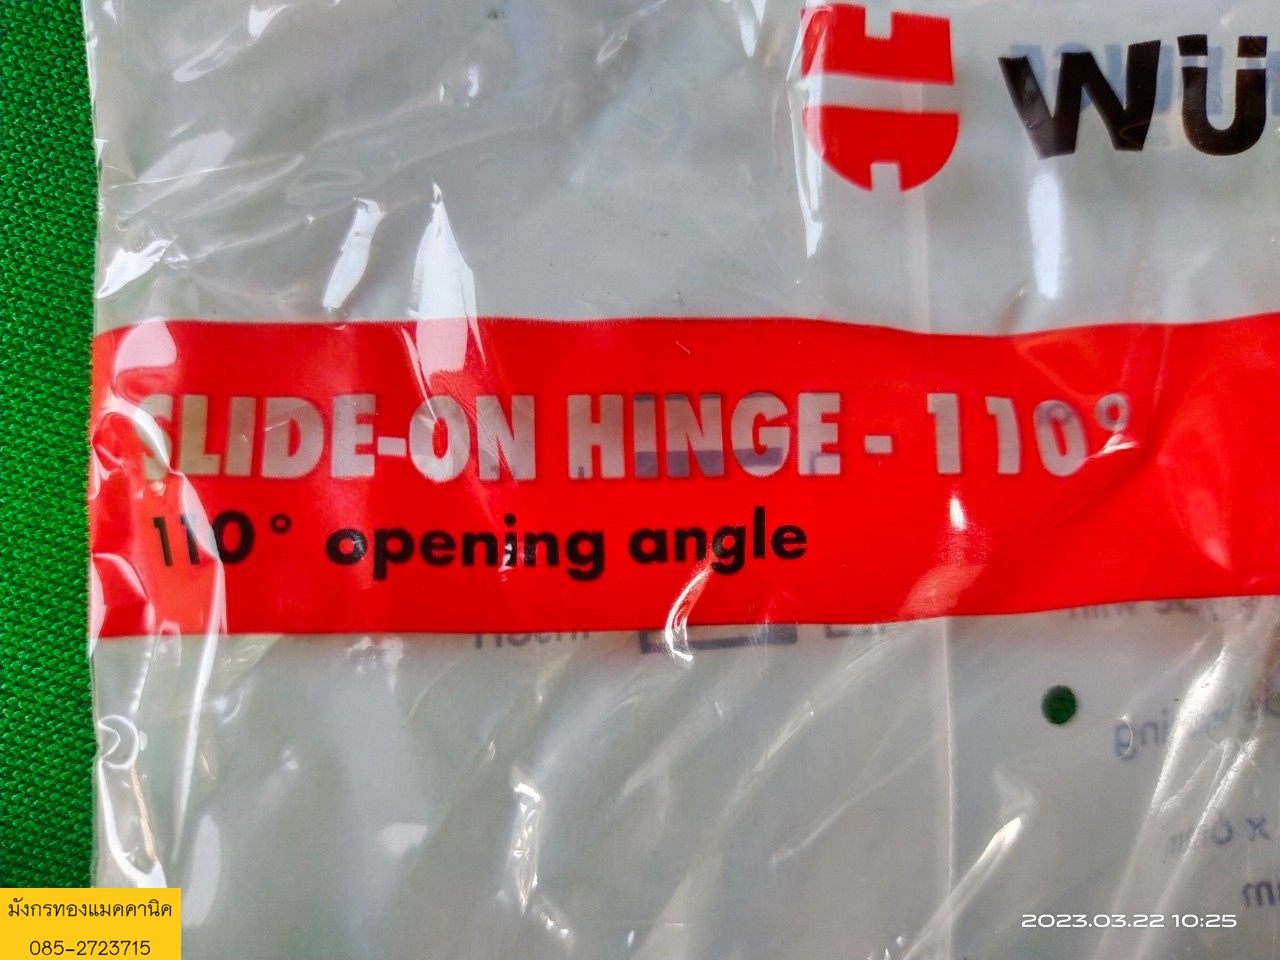 WÜ
SLIDE-ON HINGE - 110°
110° opening angle
มังกรทองแมคคานิค
085-2723715
2023.03.22 10:25